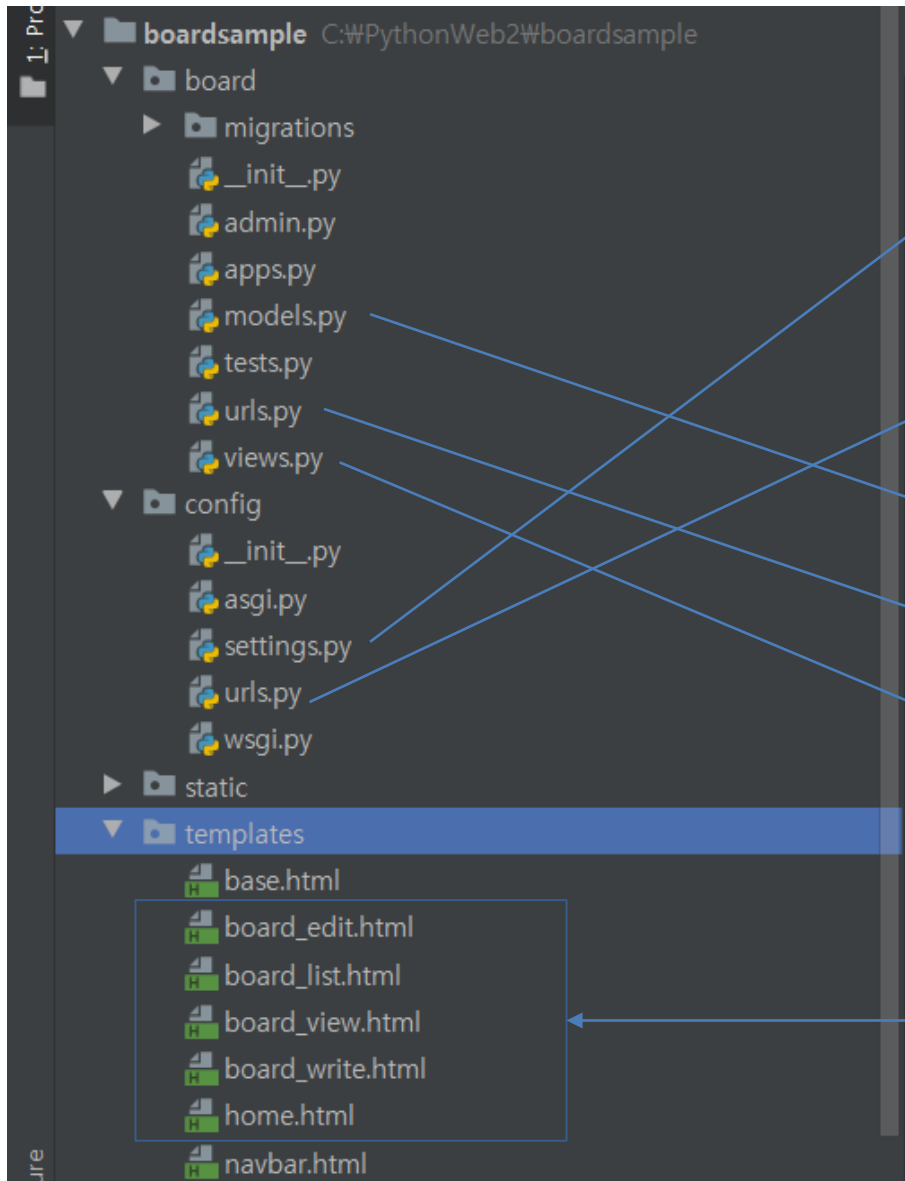 1: Pro
boardsample C:₩PythonWeb2₩boardsample
board
migrations
__init__.py
admin.py
apps.py
models.py
tests.py
urls.py
views.py
config
__init__.py
asgi.py
settings.py
urls.py
wsgi.py
static
templates
base.html
board_edit.html
board_list.html
board_view.html
board_write.html
home.html
navbar.html
ure